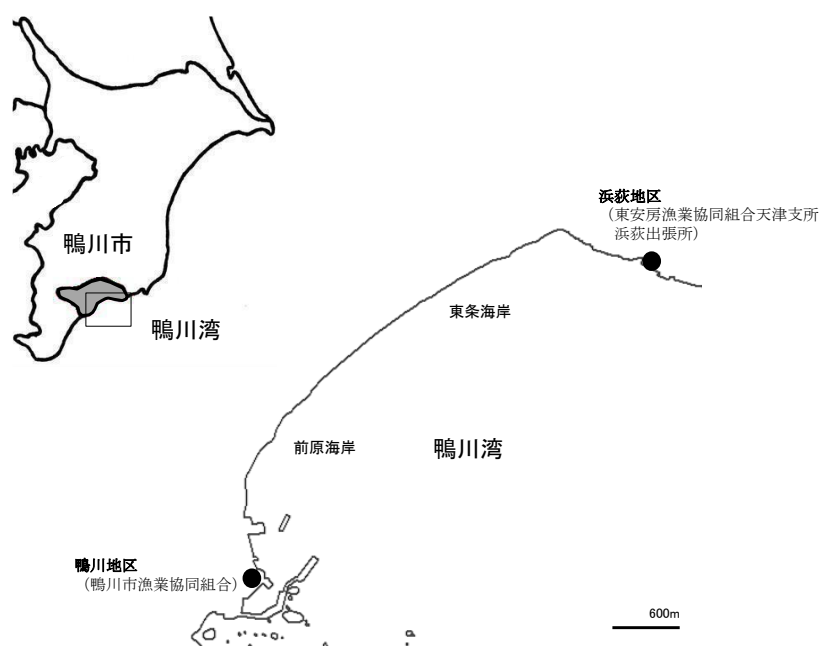 鴨川市
鴨川湾
浜荻地区
（東安房漁業協同組合天津支所
浜荻出張所）
東条海岸
前原海岸
鴨川湾
鴨川地区
（鴨川市漁業協同組合）
600m